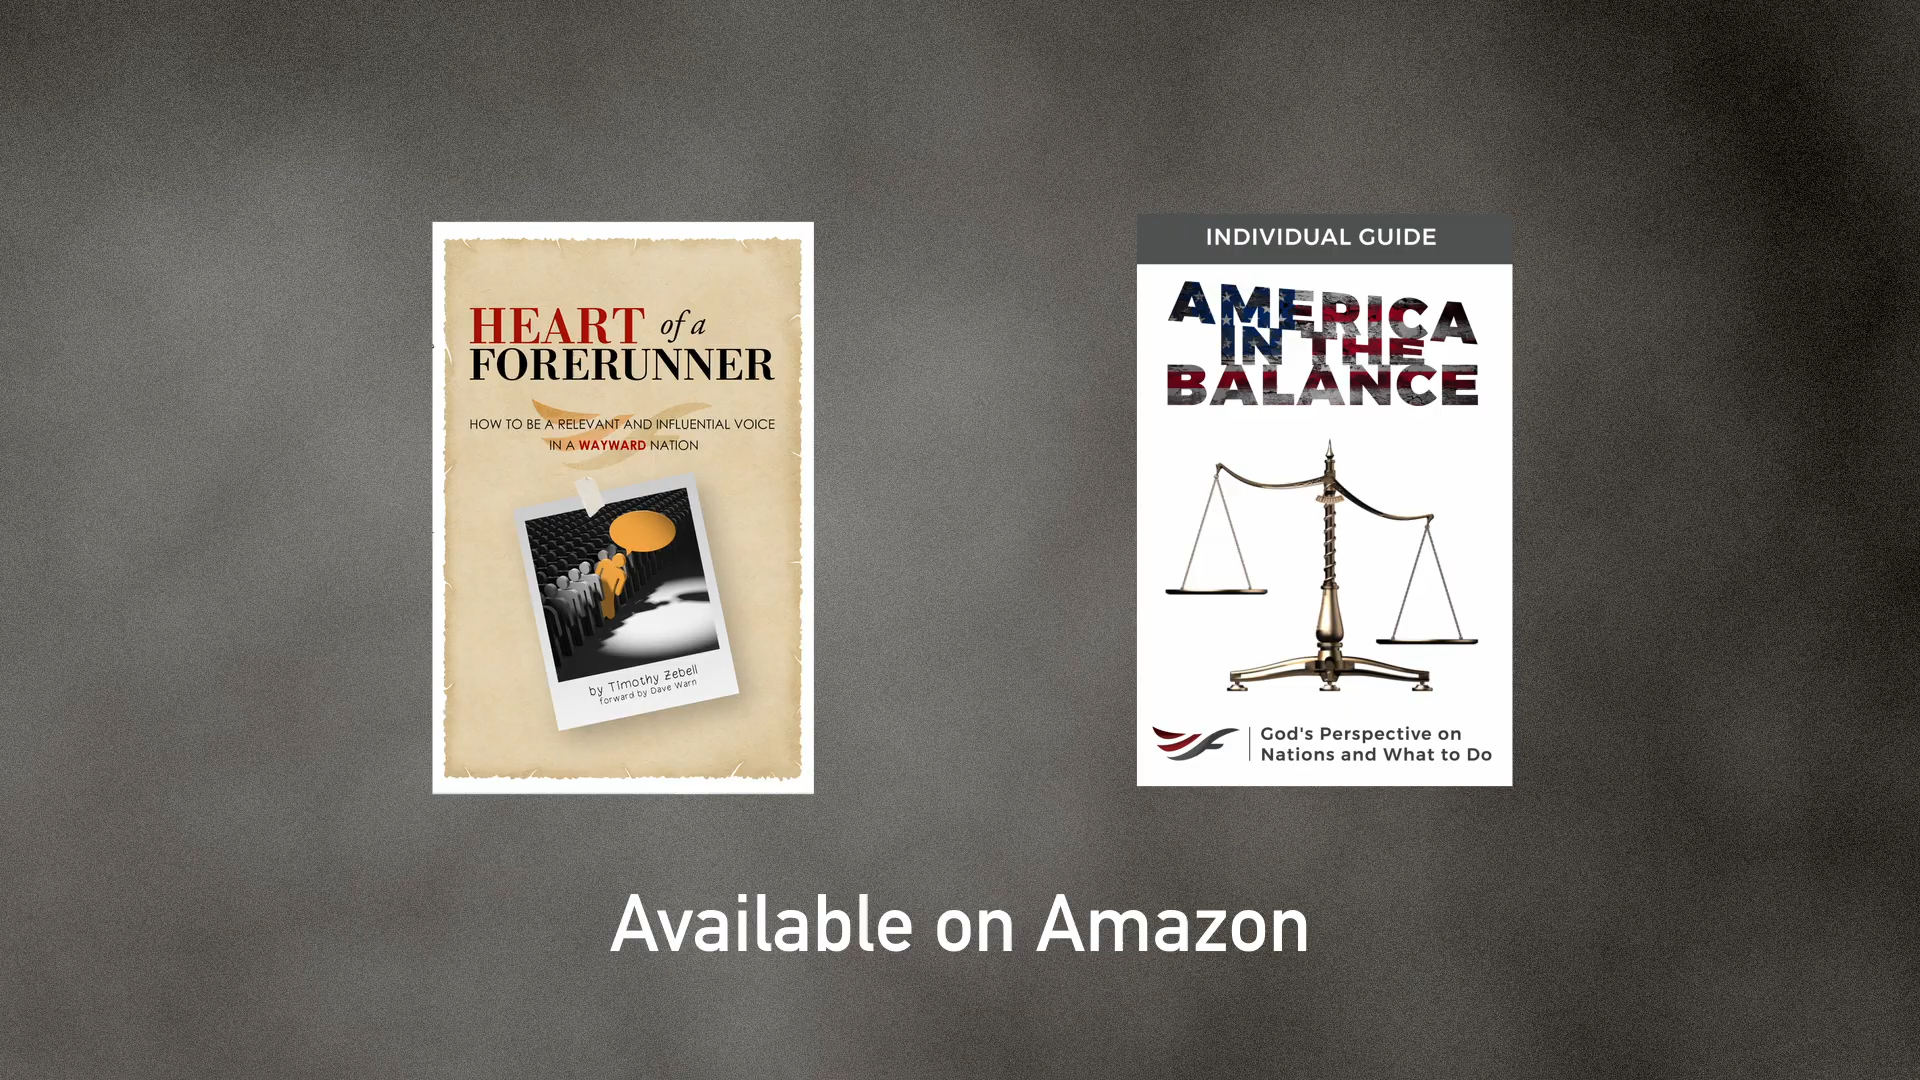 HEART of a
FORERUNNER
HOW TO BE A RELEVANT AND INFLUENTIAL VOICE
IN A WAYWARD NATION
by Timothy Zebell
forward by Dave Warn
INDIVIDUAL GUIDE
AMERICA
IN THE
BALANCE
God's Perspective on
Nations and What to Do
Available on Amazon